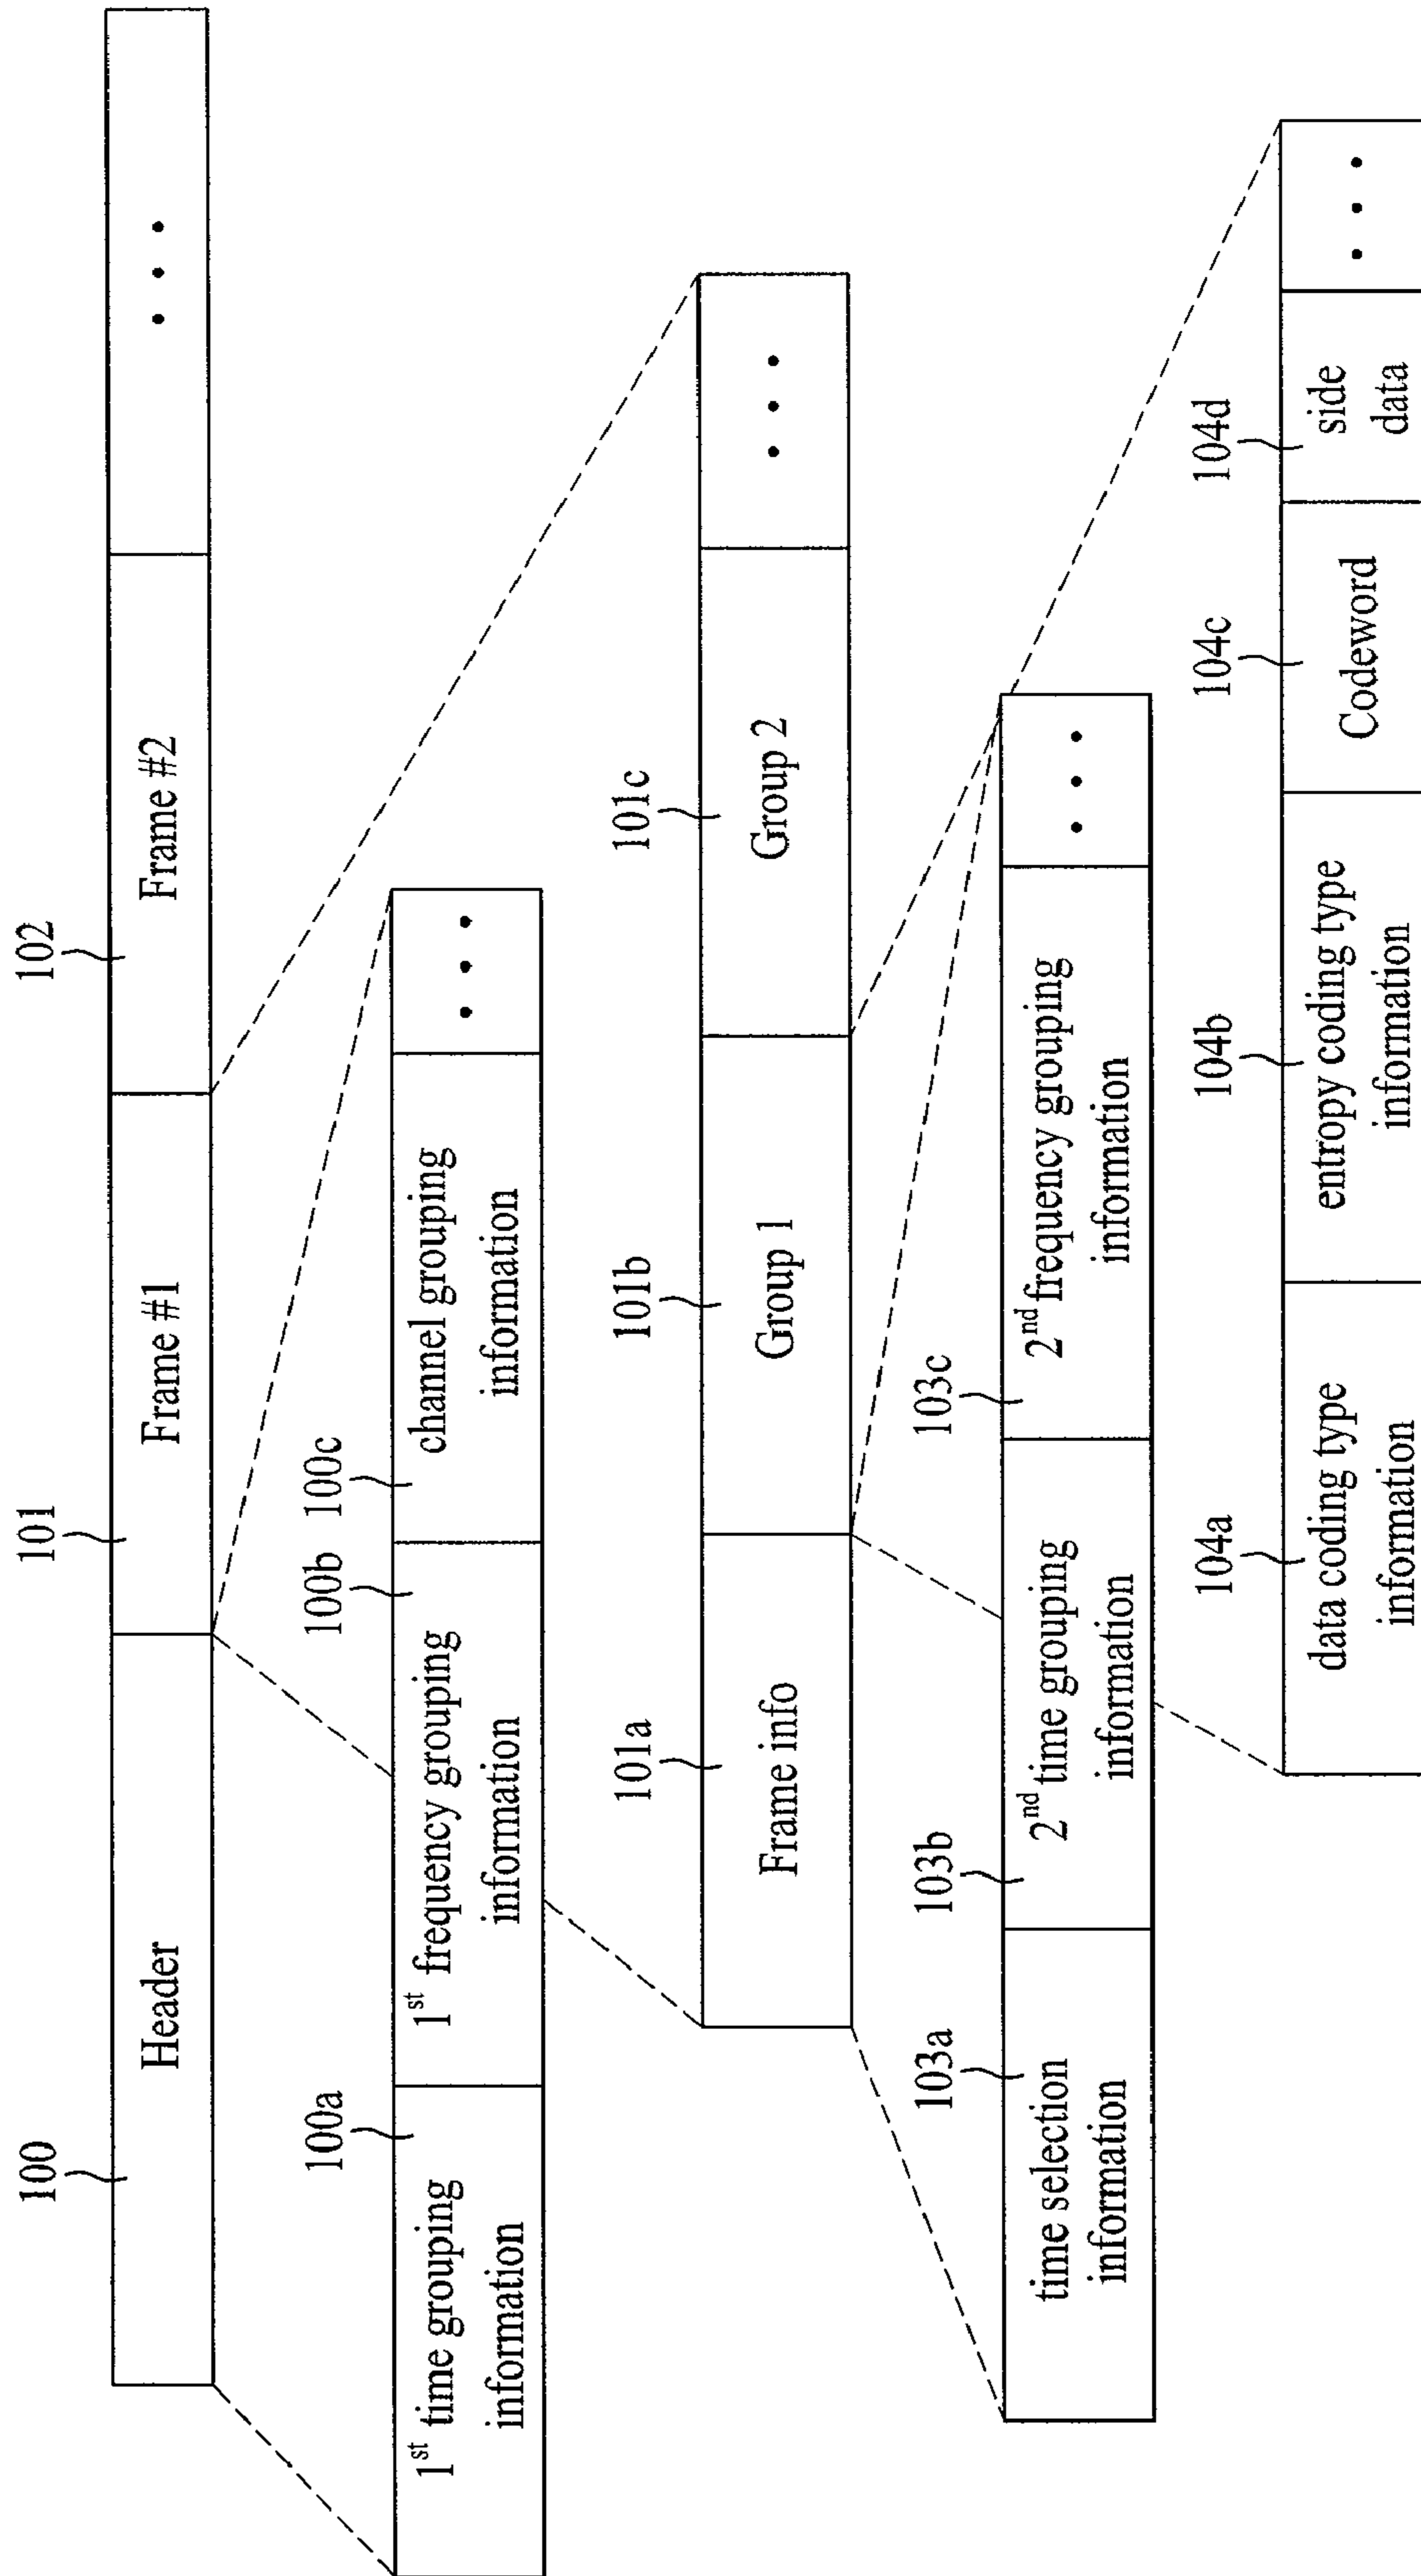 100
101
102
Header
Frame #1
Frame #2
• • •
100a
100b
100c
1st time grouping
information
1st frequency grouping
information
channel grouping
information
• • •
101a
101b
101c
Frame info
Group 1
Group 2
• • •
103a
103b
103c
time selection
information
2nd time grouping
information
2nd frequency grouping
information
• • •
104a
104b
104c
104d
data coding type
information
entropy coding type
information
Codeword
side
data
• • •